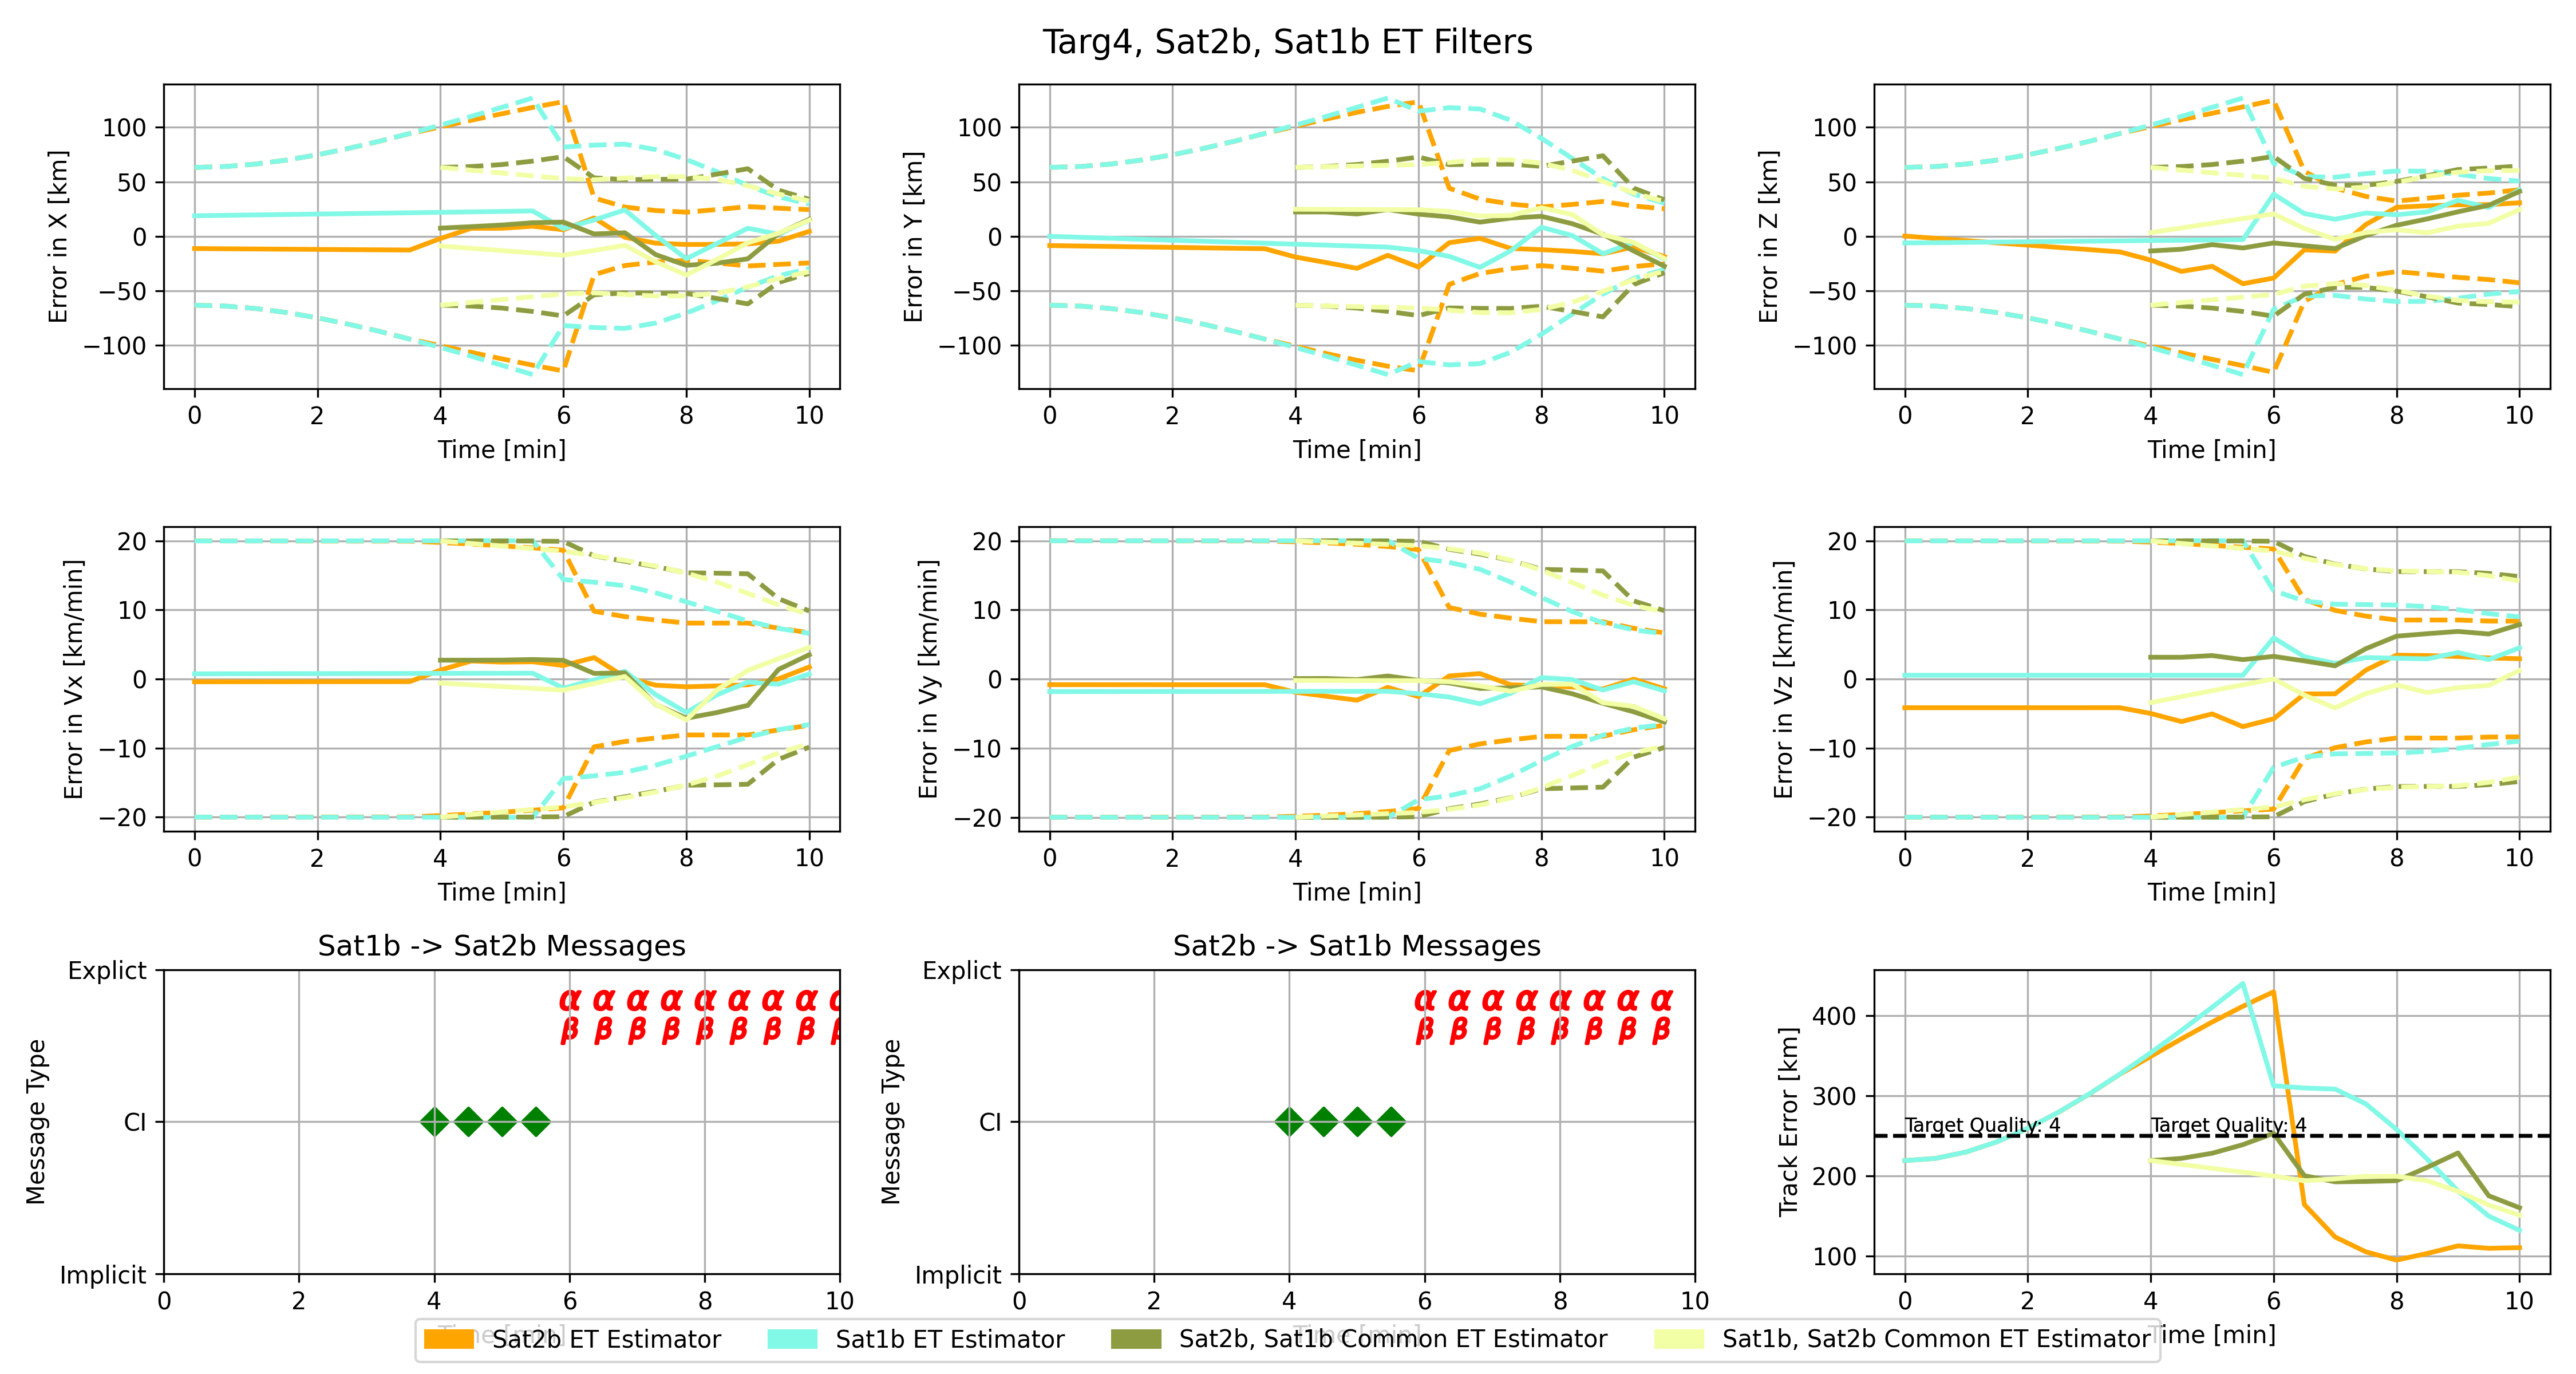 Targ4, Sat2b, Sat1b ET Filters
Error in X [km]
100
50
0
−50
−100
0 2 4 6 8 10
Time [min]
Error in Y [km]
100
50
0
−50
−100
0 2 4 6 8 10
Time [min]
Error in Z [km]
100
50
0
−50
−100
0 2 4 6 8 10
Time [min]
Error in Vx [km/min]
20
10
0
−10
−20
0 2 4 6 8 10
Time [min]
Error in Vy [km/min]
20
10
0
−10
−20
0 2 4 6 8 10
Time [min]
Error in Vz [km/min]
20
10
0
−10
−20
0 2 4 6 8 10
Time [min]
Sat1b -> Sat2b Messages
Message Type
Explict
α α α α α α α α α
β β β β β β β β β
CI
Implicit
0 2 4 6 8 10
Time [min]
Sat2b -> Sat1b Messages
Message Type
Explict
α α α α α α α α
β β β β β β β β
CI
Implicit
0 2 4 6 8 10
Time [min]
Track Error [km]
400
300
Target Quality: 4 Target Quality: 4
200
100
0 2 4 6 8 10
Time [min]
Sat2b ET Estimator Sat1b ET Estimator Sat2b, Sat1b Common ET Estimator Sat1b, Sat2b Common ET Estimator